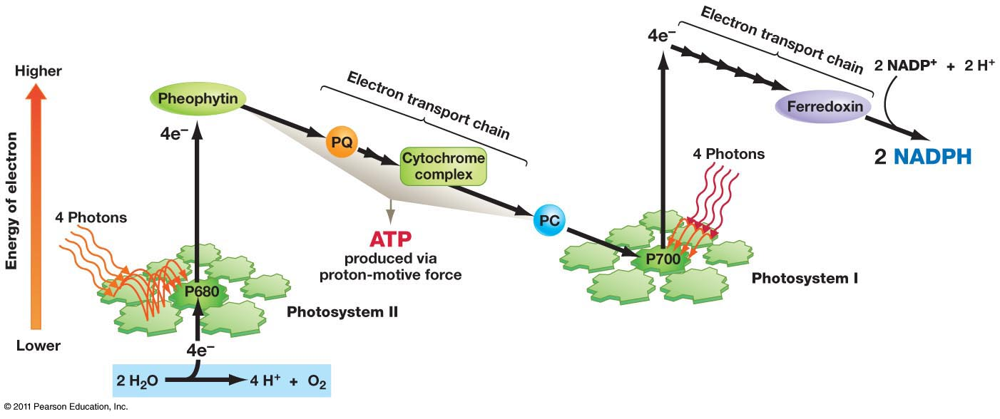 Higher
Energy of electron
Lower
4 Photons
Pheophytin
4e⁻
P680
Photosystem II
4e⁻
2 H₂O
4 H⁺ + O₂
Electron transport chain
PQ
Cytochrome
complex
PC
ATP
produced via
proton-motive force
4e⁻
Electron transport chain
Ferredoxin
2 NADP⁺ + 2 H⁺
2 NADPH
4 Photons
P700
Photosystem I
© 2011 Pearson Education, Inc.